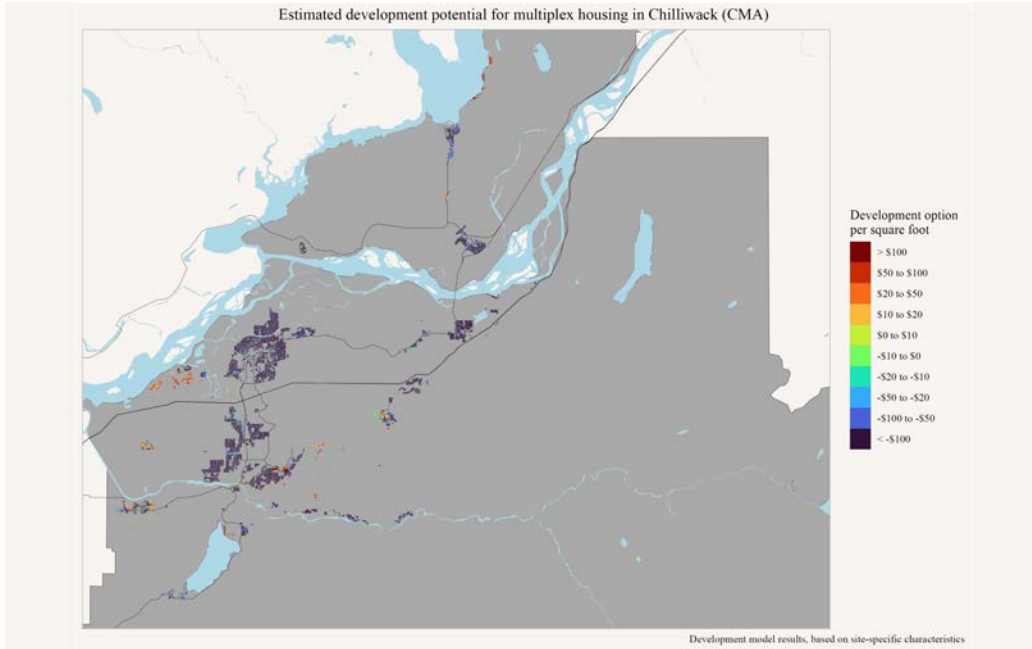 Estimated development potential for multiplex housing in Chilliwack (CMA)
Development option
per square foot
> $100
$50 to $100
$20 to $50
$10 to $20
$0 to $10
-$10 to $0
-$20 to -$10
-$50 to -$20
-$100 to -$50
< -$100
Development model results, based on site-specific characteristics